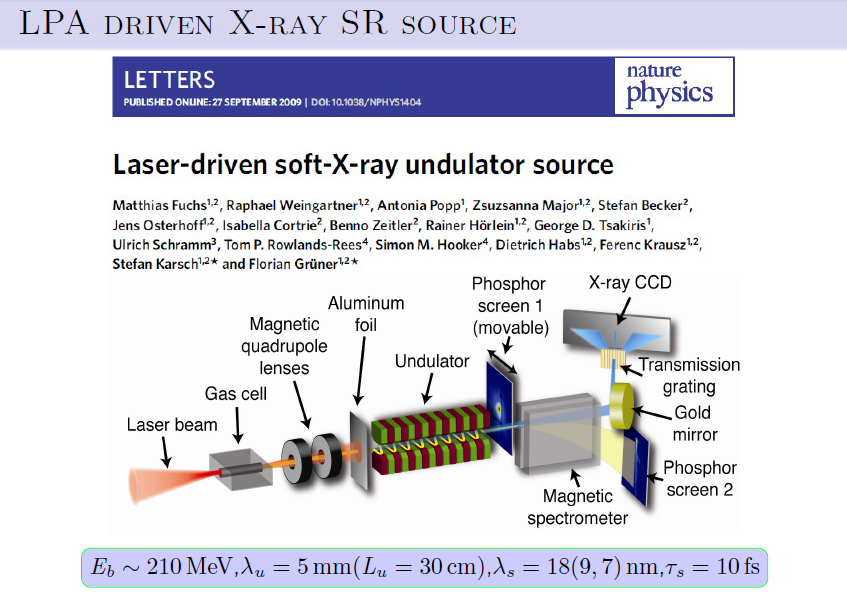 LPA DRIVEN X-RAY SR SOURCE
LETTERS
PUBLISHED ONLINE: 27 SEPTEMBER 2009 | DOI: 10.1038/NPHYS1404
nature
physics
Laser-driven soft-X-ray undulator source
Matthias Fuchs1,2, Raphael Weingartner1,2, Antonia Popp1, Zsuzsanna Major1,2, Stefan Becker2,
Jens Osterhoff1,2, Isabella Cortrie2, Benno Zeitler2, Rainer Hörlein1,2, George D. Tsakiris1,
Ulrich Schramm3, Tom P. Rowlands-Rees4, Simon M. Hooker4, Dietrich Habs1,2, Ferenc Krausz1,2,
Stefan Karsch1,2* and Florian Grüner1,2*
Phosphor
screen 1
(movable)
X-ray CCD
Aluminum
foil
Magnetic
quadrupole
lenses
Undulator
Transmission
grating
Gas cell
Gold
mirror
Laser beam
Phosphor
screen 2
Magnetic
spectrometer
E_b ∼ 210 MeV, λ_u = 5 mm(L_u = 30 cm), λ_s = 18(9, 7) nm, τ_s = 10 fs